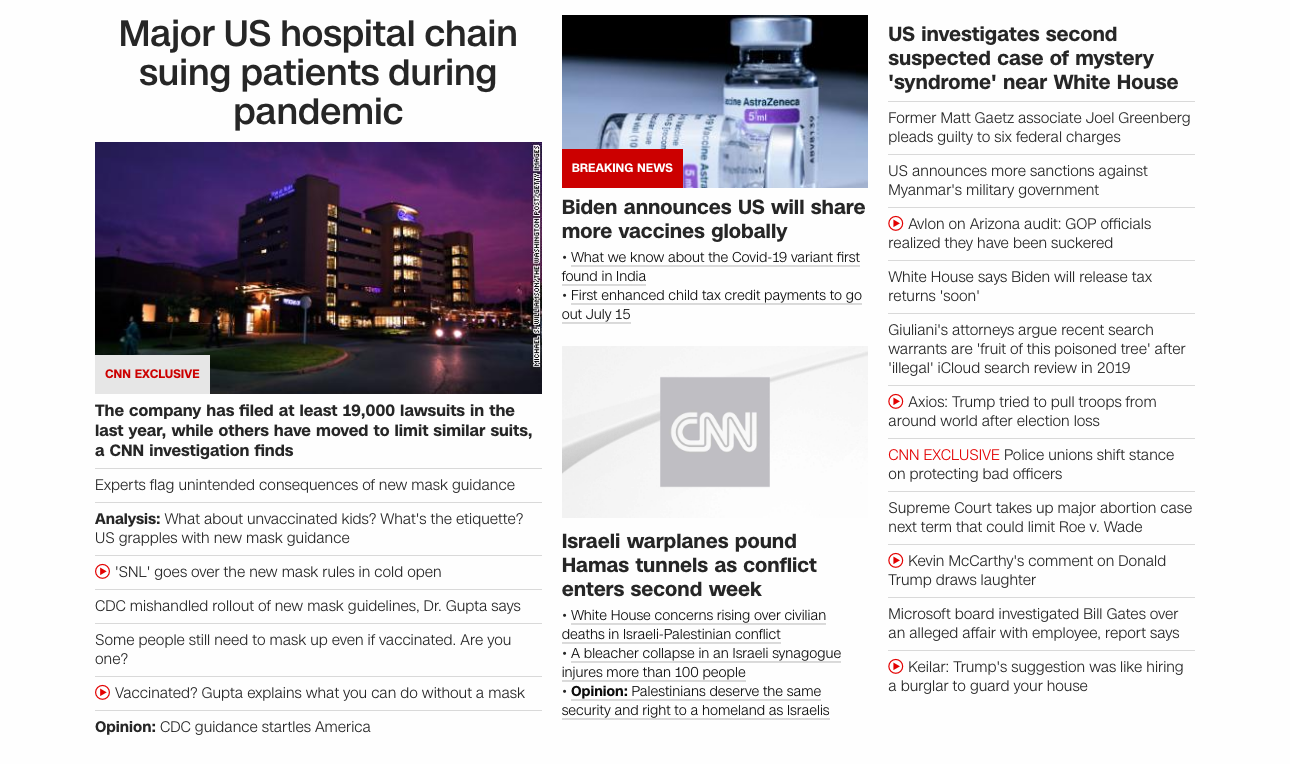 Major US hospital chain
suing patients during
pandemic
MICHAEL S. WILLIAMSON/THE WASHINGTON POST/GETTY IMAGES
CNN EXCLUSIVE
The company has filed at least 19,000 lawsuits in the
last year, while others have moved to limit similar suits,
a CNN investigation finds
Experts flag unintended consequences of new mask guidance
Analysis: What about unvaccinated kids? What's the etiquette?
US grapples with new mask guidance
'SNL' goes over the new mask rules in cold open
CDC mishandled rollout of new mask guidelines, Dr. Gupta says
Some people still need to mask up even if vaccinated. Are you
one?
Vaccinated? Gupta explains what you can do without a mask
Opinion: CDC guidance startles America
AstraZeneca
5 ml
BREAKING NEWS
Biden announces US will share
more vaccines globally
• What we know about the Covid-19 variant first
found in India
• First enhanced child tax credit payments to go
out July 15
CNN
Israeli warplanes pound
Hamas tunnels as conflict
enters second week
• White House concerns rising over civilian
deaths in Israeli-Palestinian conflict
• A bleacher collapse in an Israeli synagogue
injures more than 100 people
• Opinion: Palestinians deserve the same
security and right to a homeland as Israelis
US investigates second
suspected case of mystery
'syndrome' near White House
Former Matt Gaetz associate Joel Greenberg
pleads guilty to six federal charges
US announces more sanctions against
Myanmar's military government
Avlon on Arizona audit: GOP officials
realized they have been suckered
White House says Biden will release tax
returns 'soon'
Giuliani's attorneys argue recent search
warrants are 'fruit of this poisoned tree' after
'illegal' iCloud search review in 2019
Axios: Trump tried to pull troops from
around world after election loss
CNN EXCLUSIVE Police unions shift stance
on protecting bad officers
Supreme Court takes up major abortion case
next term that could limit Roe v. Wade
Kevin McCarthy's comment on Donald
Trump draws laughter
Microsoft board investigated Bill Gates over
an alleged affair with employee, report says
Keilar: Trump's suggestion was like hiring
a burglar to guard your house